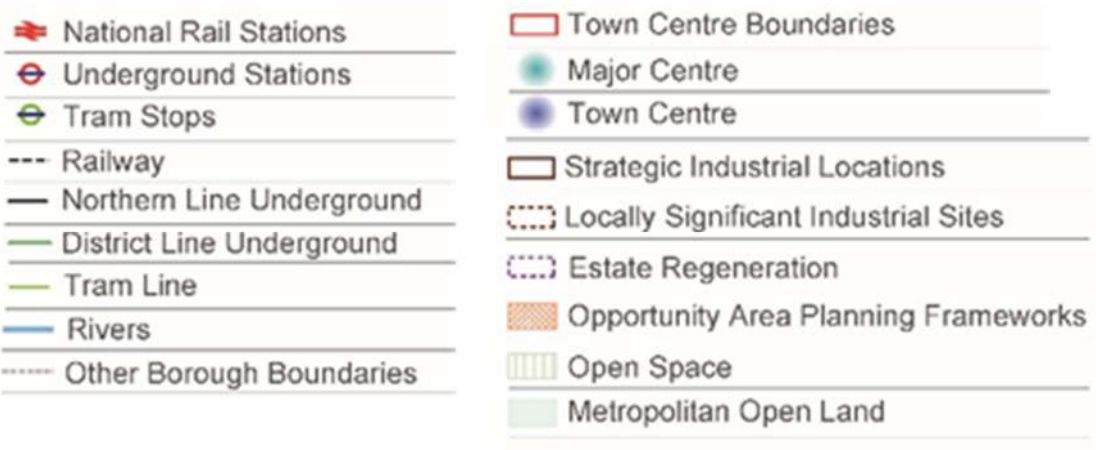 National Rail Stations
Underground Stations
Tram Stops
Railway
Northern Line Underground
District Line Underground
Tram Line
Rivers
Other Borough Boundaries
Town Centre Boundaries
Major Centre
Town Centre
Strategic Industrial Locations
Locally Significant Industrial Sites
Estate Regeneration
Opportunity Area Planning Frameworks
Open Space
Metropolitan Open Land